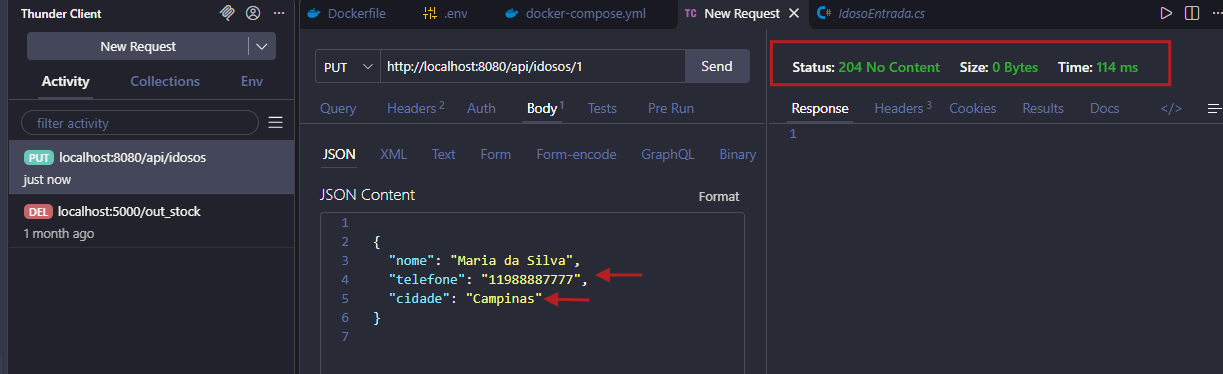 Thunder Client
New Request
Activity Collections Env
filter activity
PUT localhost:8080/api/idosos
just now
DEL localhost:5000/out_stock
1 month ago
Dockerfile .env docker-compose.yml TC New Request IdosoEntrada.cs
PUT http://localhost:8080/api/idosos/1 Send
Query Headers 2 Auth Body 1 Tests Pre Run
JSON XML Text Form Form-encode GraphQL Binary
JSON Content Format
1
2 {
3 "nome": "Maria da Silva",
4 "telefone": "11988887777",
5 "cidade": "Campinas"
6 }
7
Status: 204 No Content Size: 0 Bytes Time: 114 ms
Response Headers 3 Cookies Results Docs </>
1